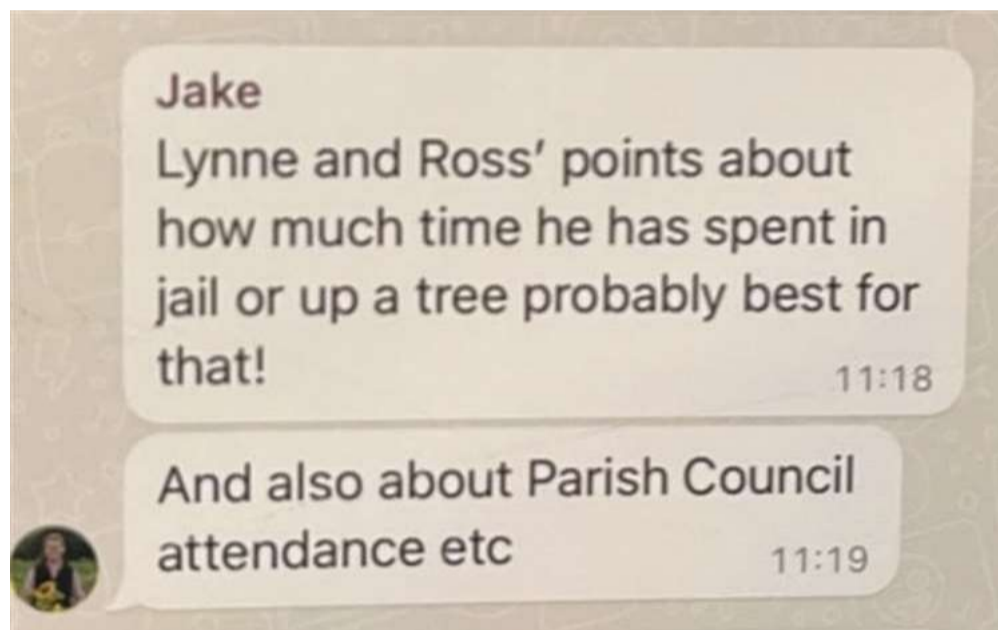 Jake
Lynne and Ross’ points about
how much time he has spent in
jail or up a tree probably best for
that!
11:18
And also about Parish Council
attendance etc
11:19